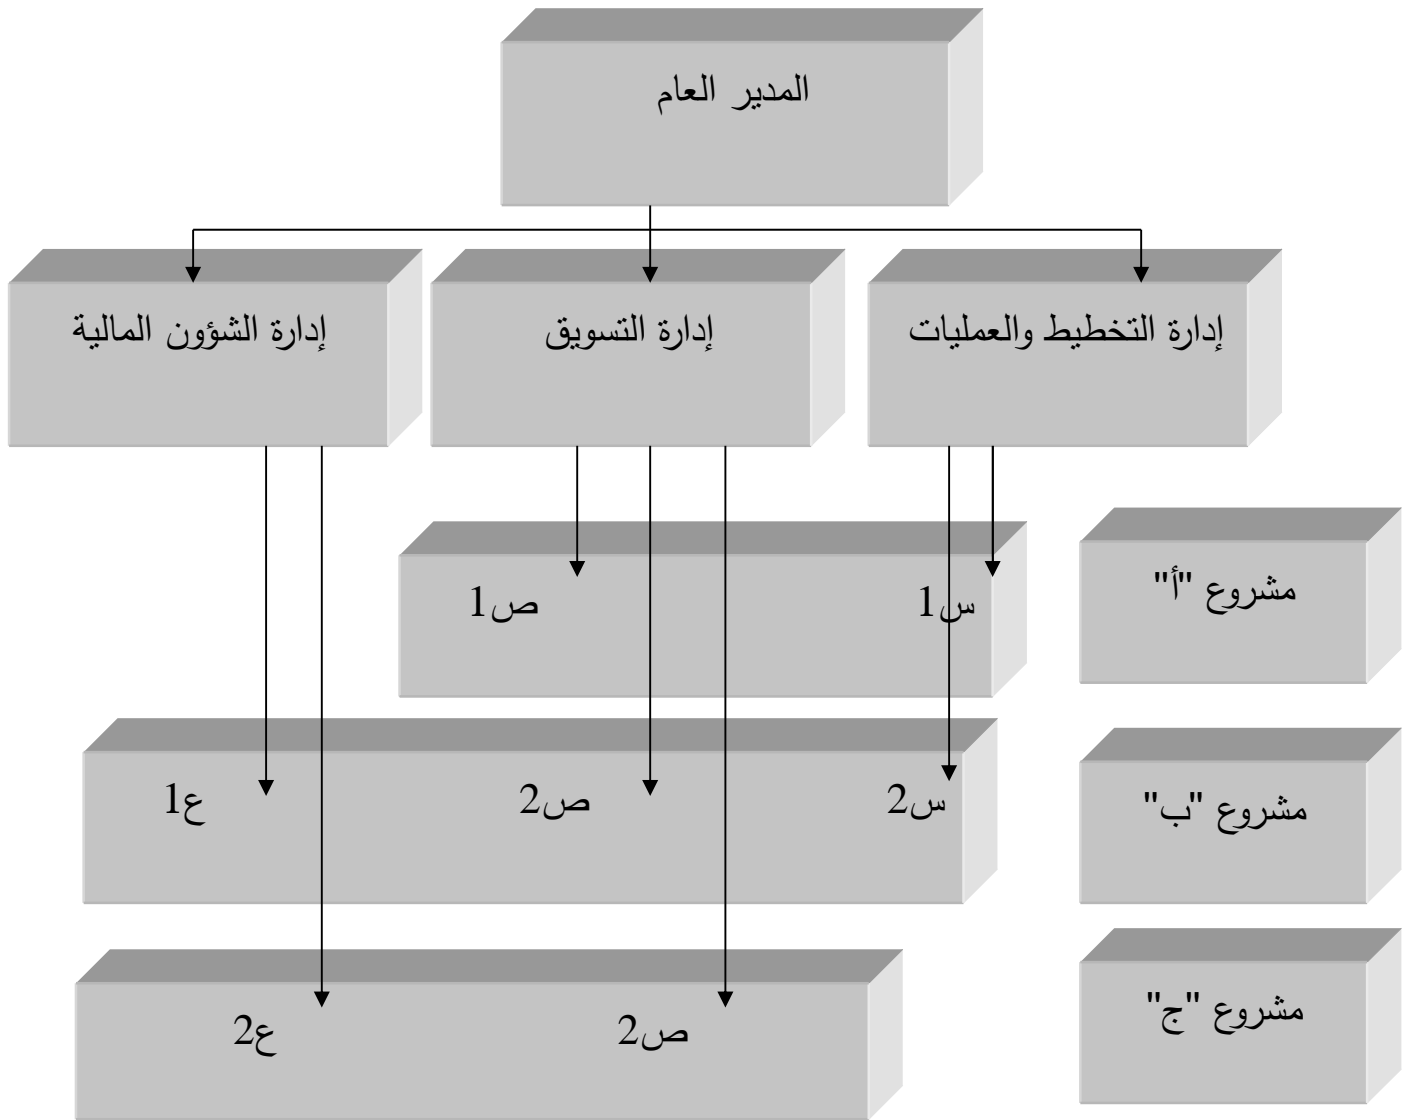 المدير العام
إدارة التخطيط والعمليات
إدارة التسويق
إدارة الشؤون المالية
مشروع "أ"
س1
ص1
مشروع "ب"
س2
ص2
ع1
مشروع "ج"
ص2
ع2